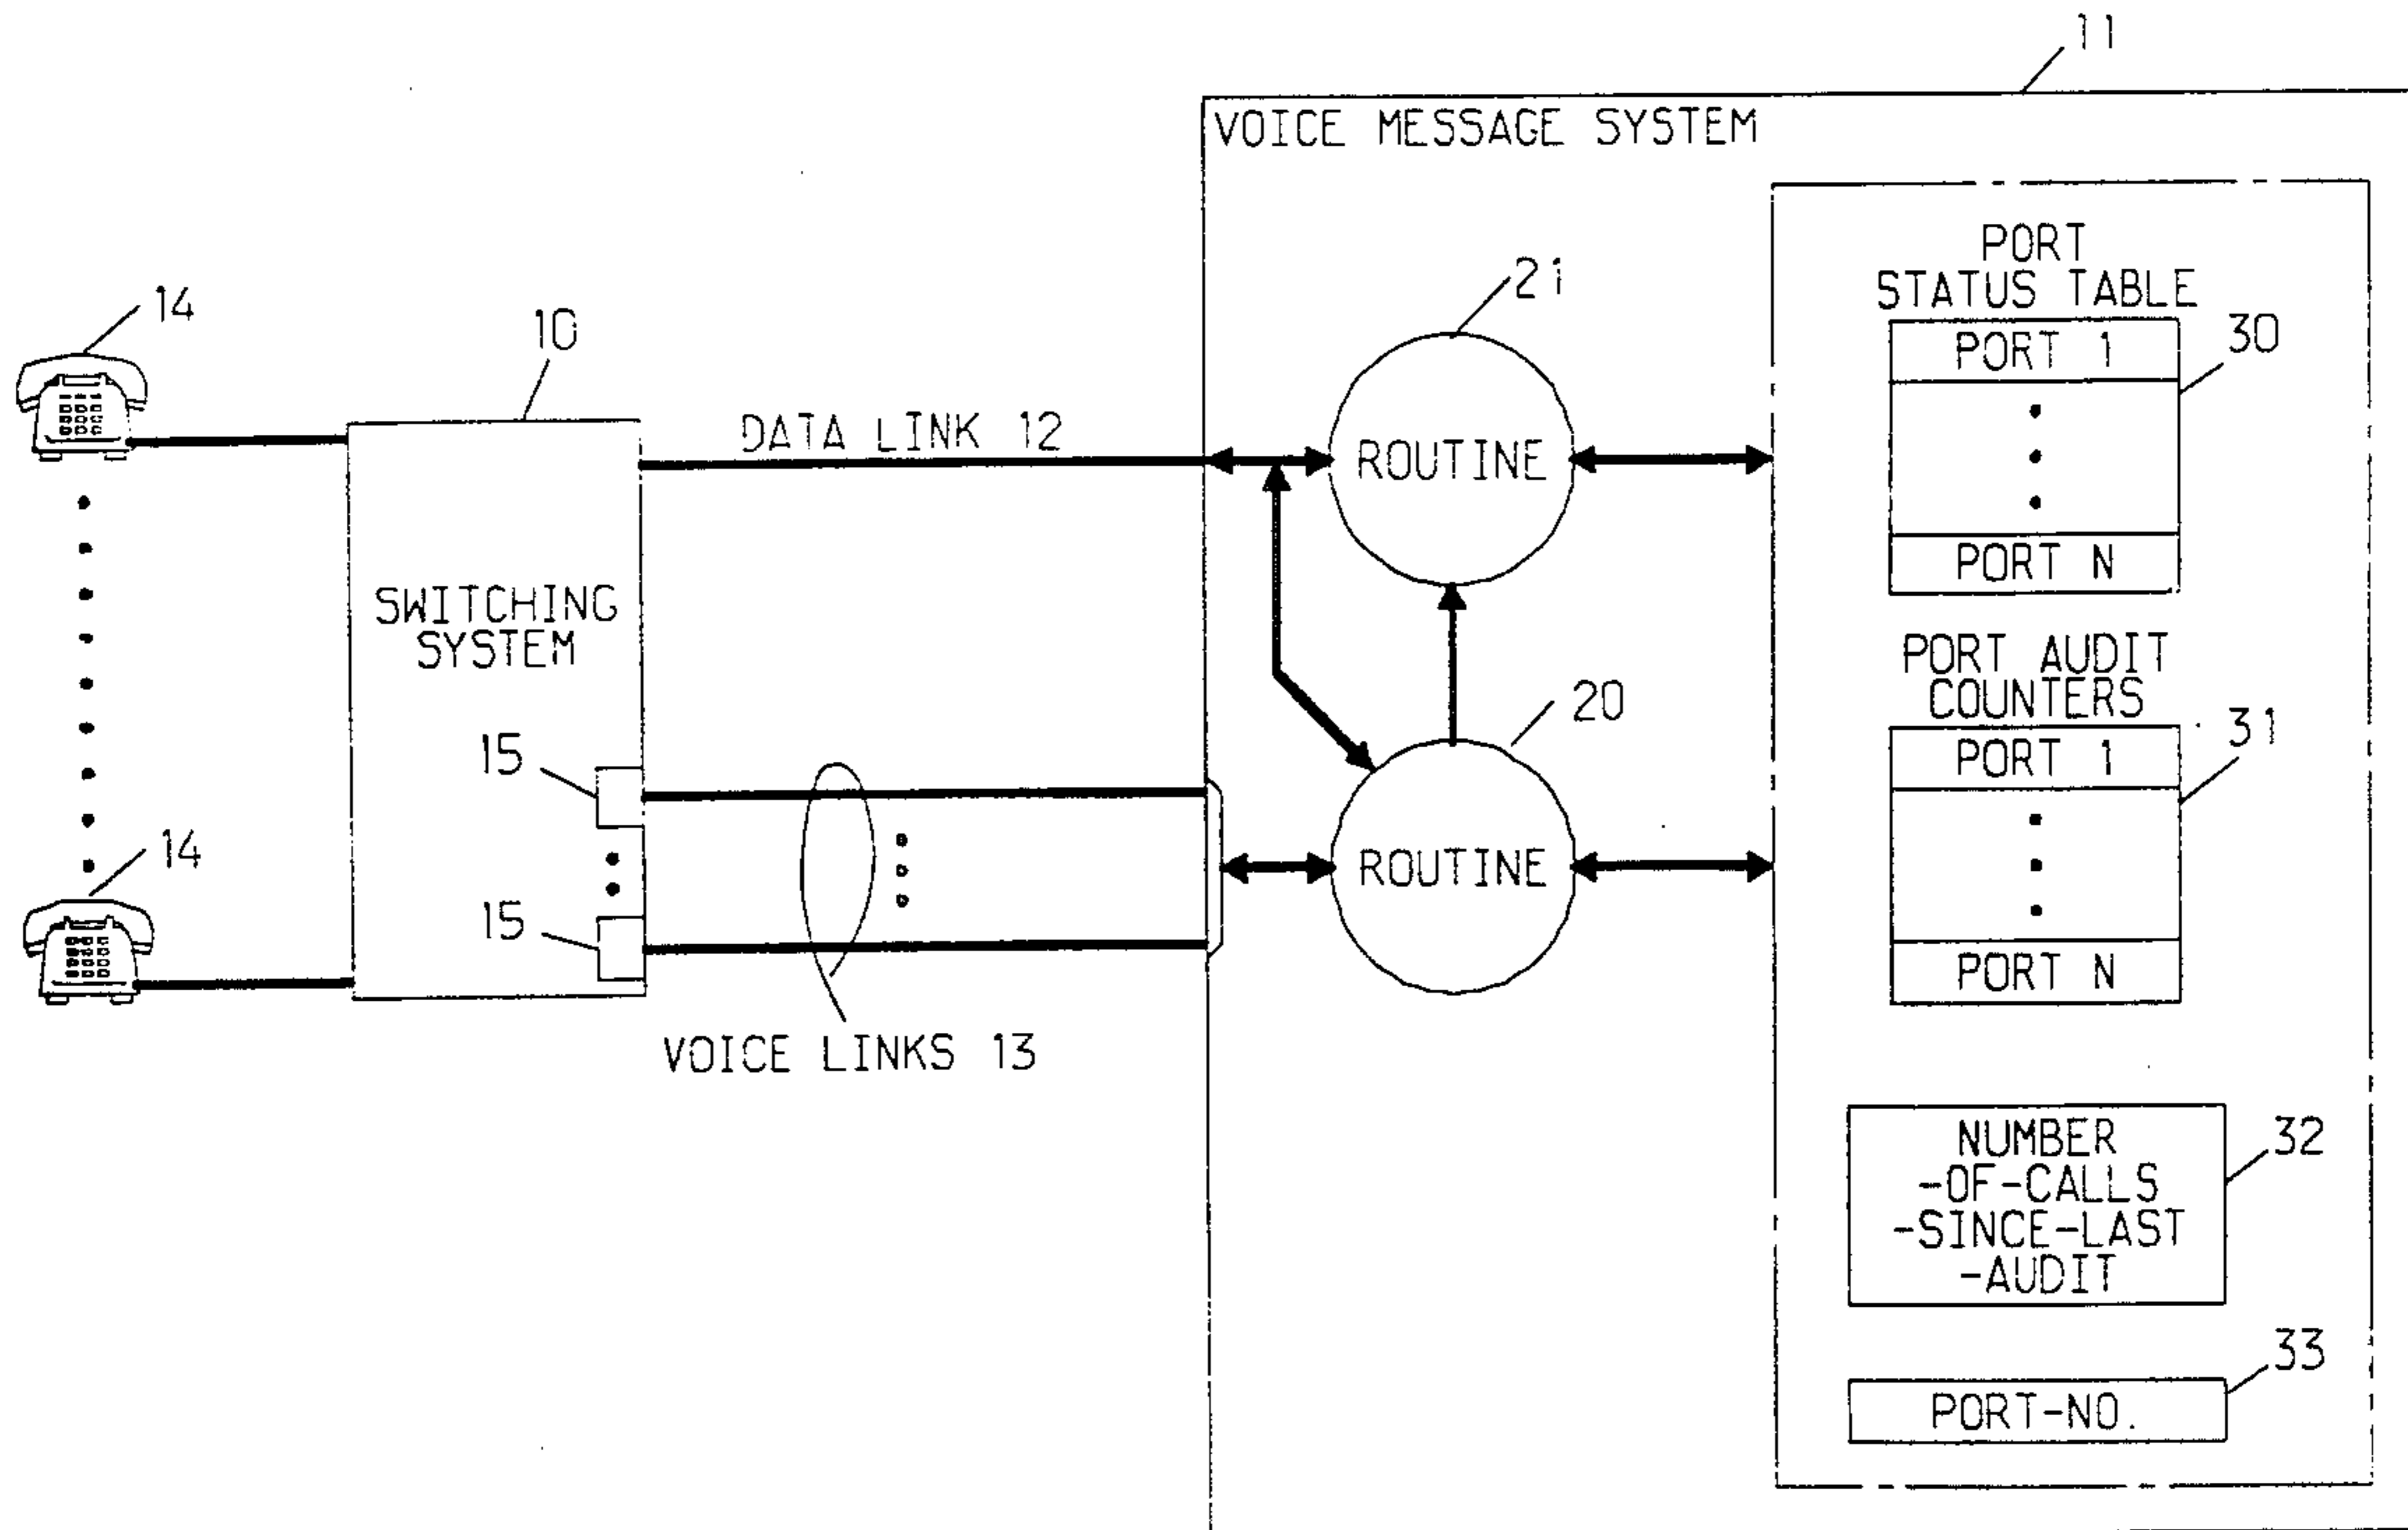 11
VOICE MESSAGE SYSTEM
PORT
STATUS TABLE
PORT 1
30
PORT N
21
ROUTINE
14
10
DATA LINK 12
SWITCHING
SYSTEM
PORT AUDIT
COUNTERS
PORT 1
31
PORT N
20
ROUTINE
15
14
15
VOICE LINKS 13
NUMBER
-OF-CALLS
-SINCE-LAST
-AUDIT
32
33
PORT-NO.